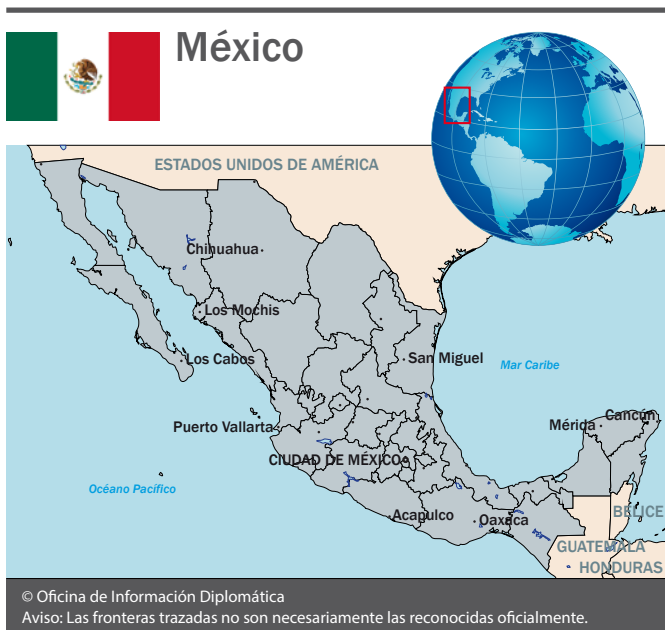 México
ESTADOS UNIDOS DE AMÉRICA
Chihuahua
Los Mochis
Los Cabos
San Miguel
Mar Caribe
Cancún
Mérida
Puerto Vallarta
CIUDAD DE MÉXICO
Océano Pacífico
Acapulco
Oaxaca
BELICE
GUATEMALA
HONDURAS
© Oficina de Información Diplomática
Aviso: Las fronteras trazadas no son necesariamente las reconocidas oficialmente.